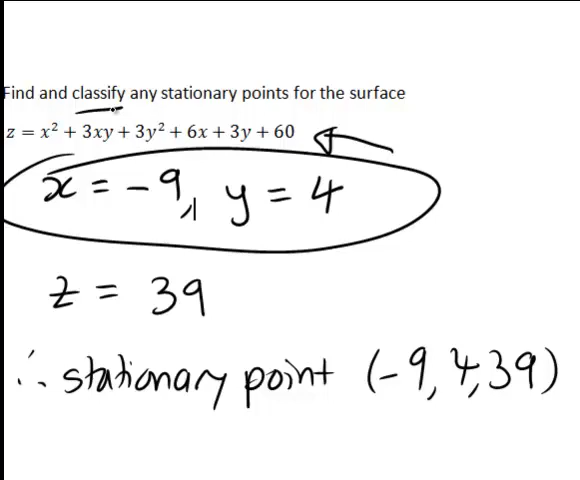 Find and classify any stationary points for the surface
z = x² + 3xy + 3y² + 6x + 3y + 60
x = -9, y = 4
z = 39
∴ stationary point (-9, 4, 39)